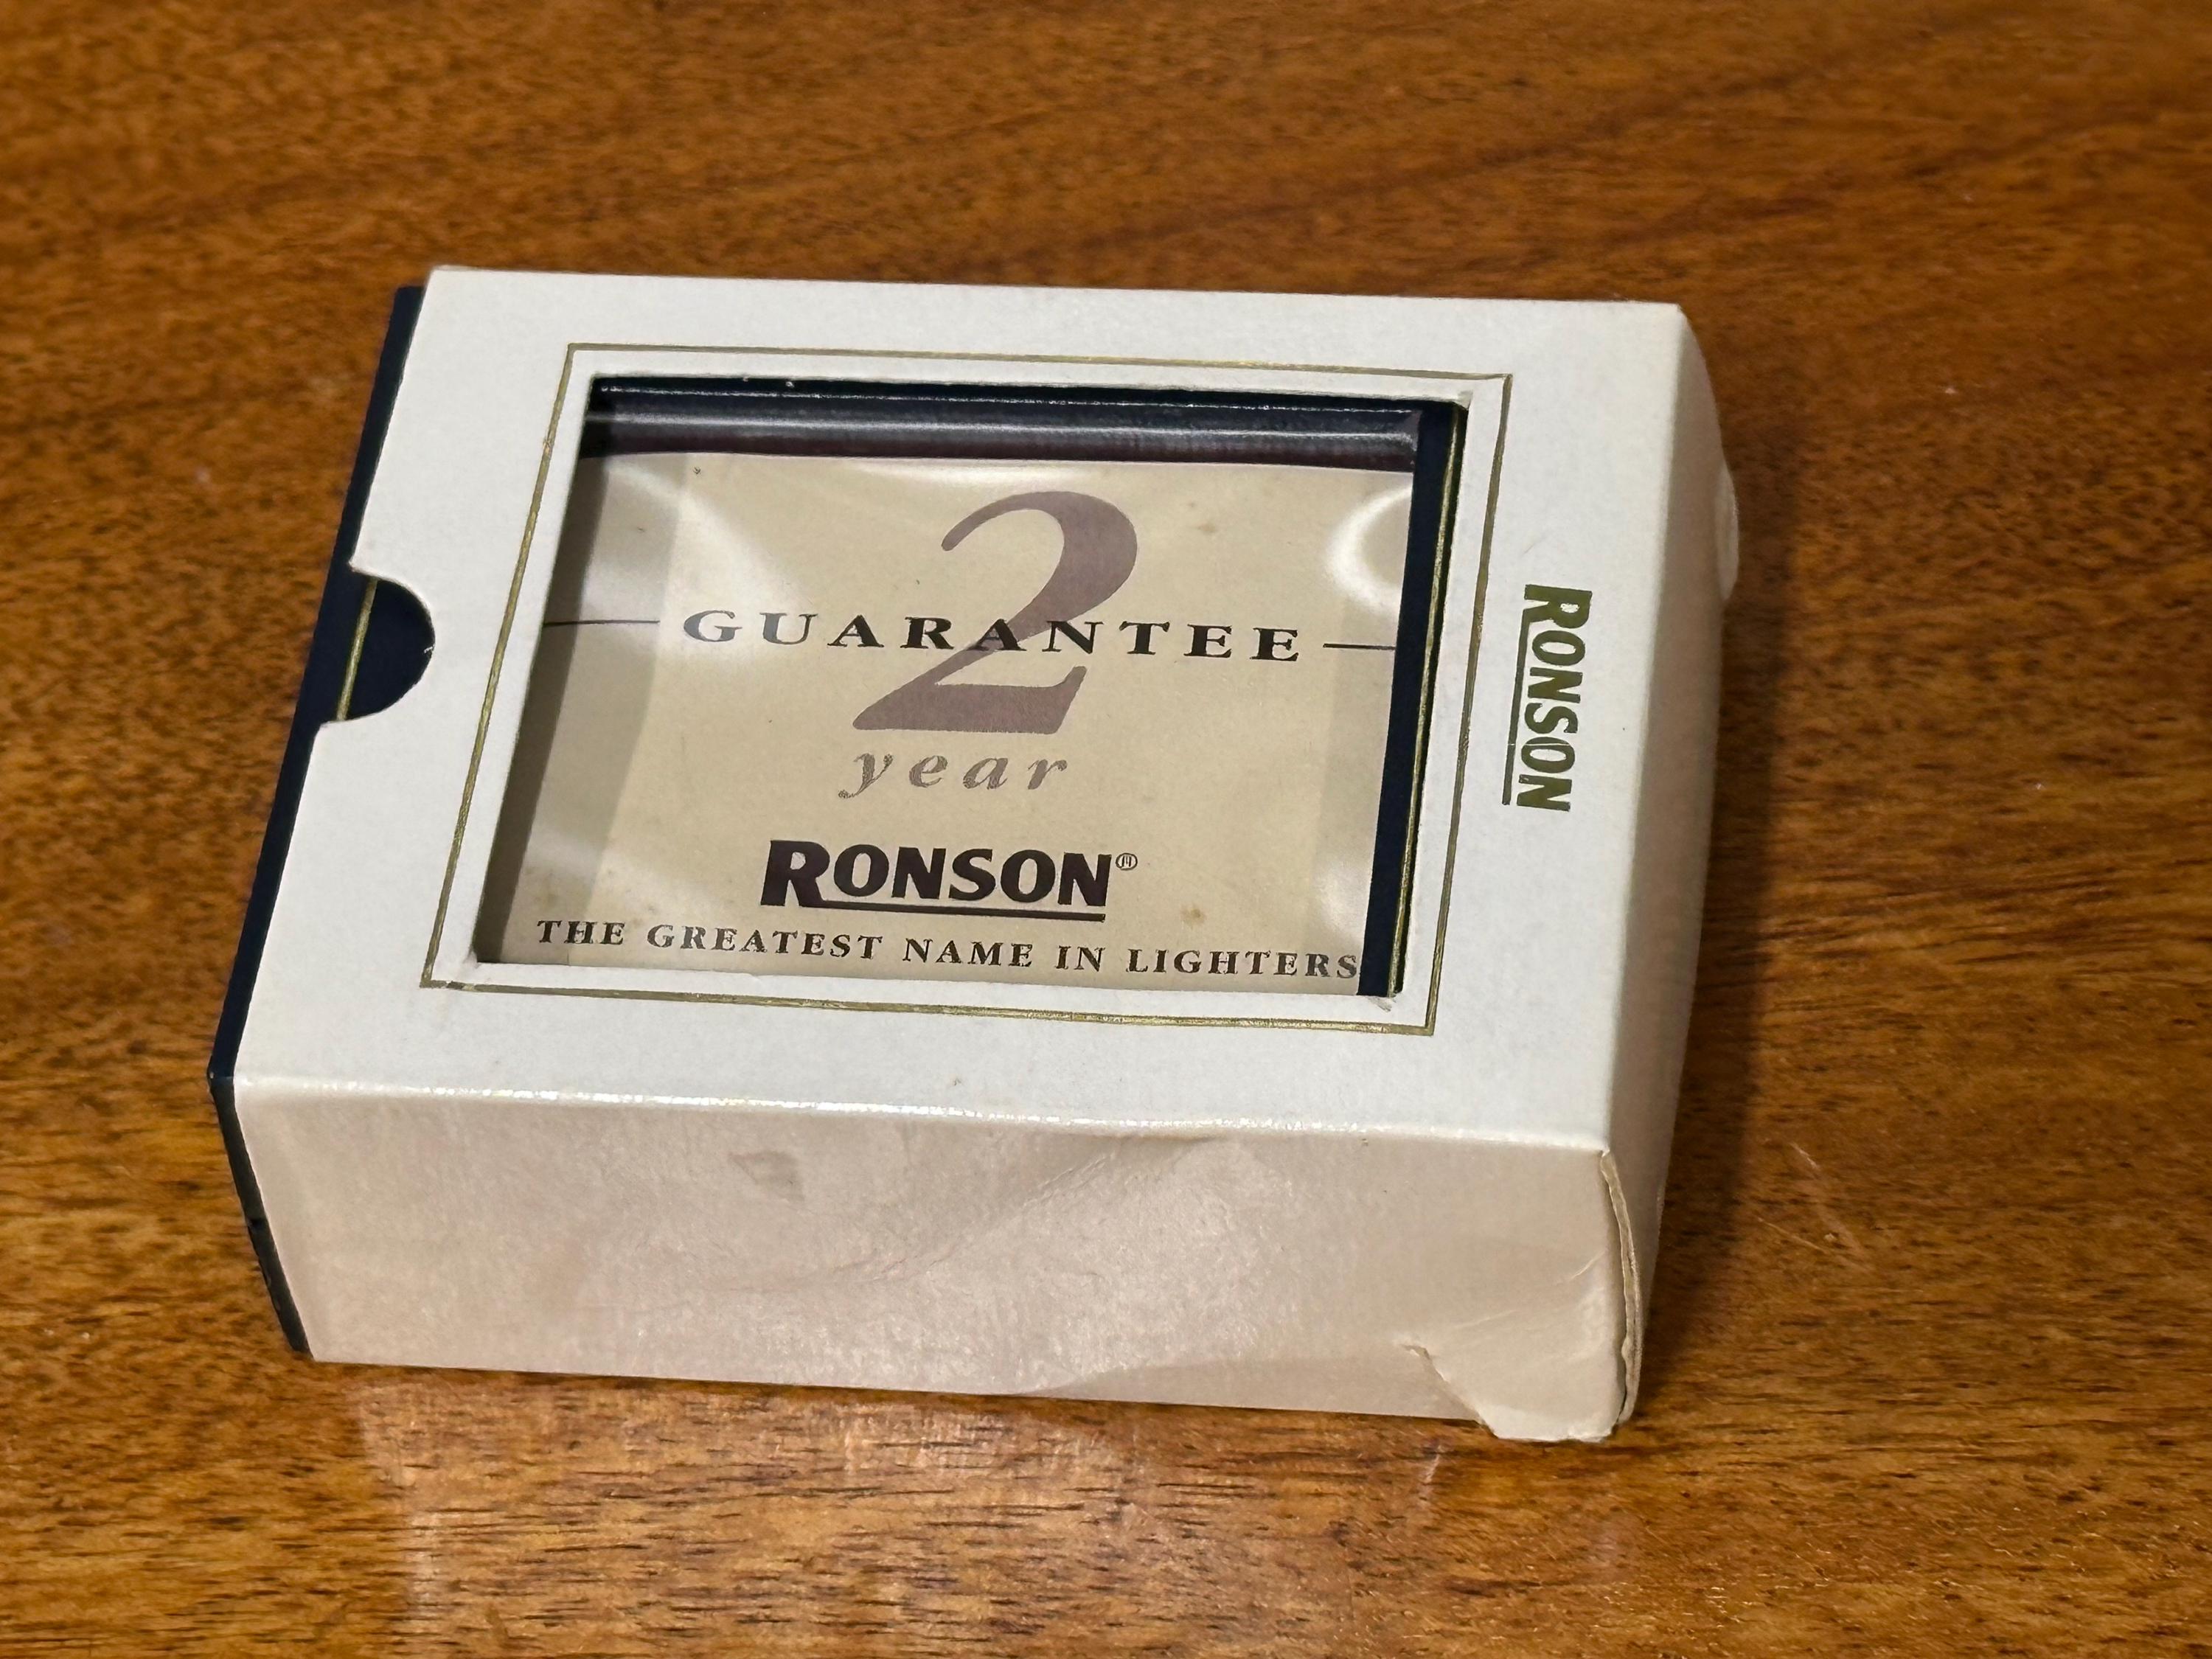 2
GUARANTEE
year
RONSON®
THE GREATEST NAME IN LIGHTERS
RONSON